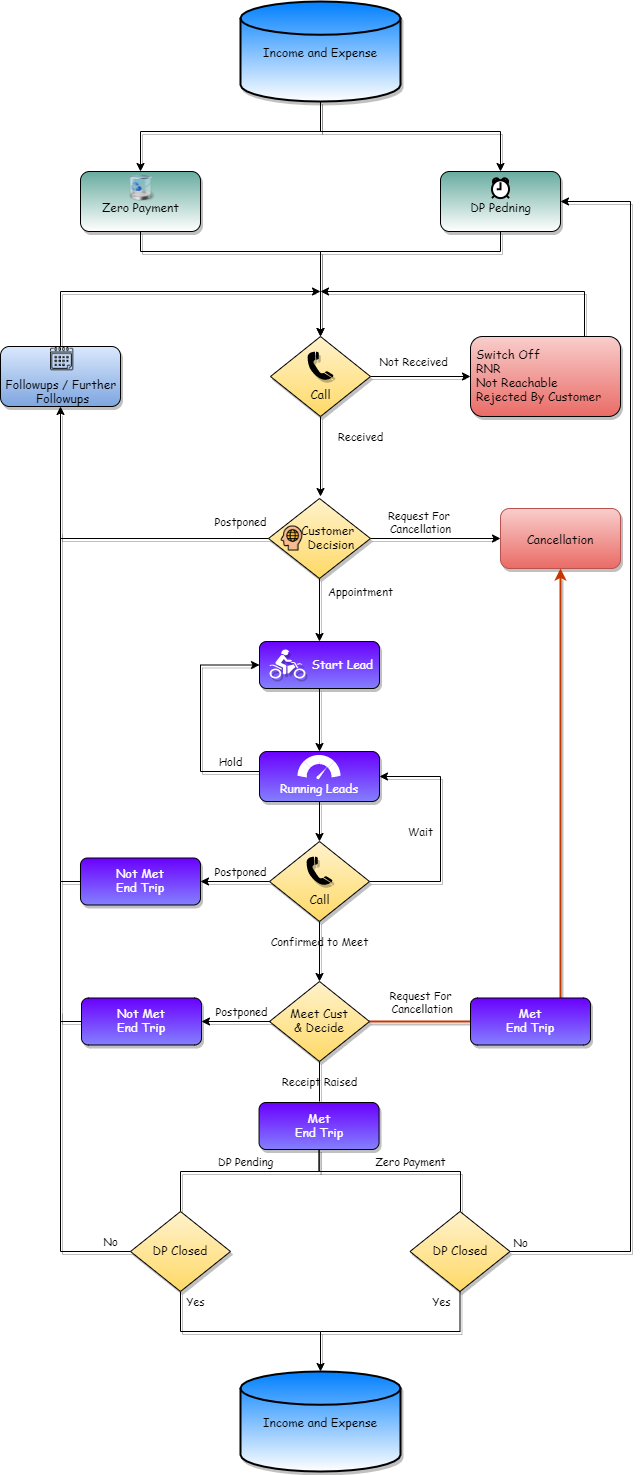 Income and Expense
Zero Payment
DP Pedning
Followups / Further
Followups
Call
Not Received
Switch Off
RNR
Not Reachable
Rejected By Customer
Received
Postponed
Customer
Decision
Request For
Cancellation
Cancellation
Appointment
Start Lead
Hold
Running Leads
Wait
Not Met
End Trip
Postponed
Call
Confirmed to Meet
Not Met
End Trip
Postponed
Meet Cust
& Decide
Request For
Cancellation
Met
End Trip
Receipt Raised
Met
End Trip
DP Pending
Zero Payment
No
DP Closed
DP Closed
No
Yes
Yes
Income and Expense